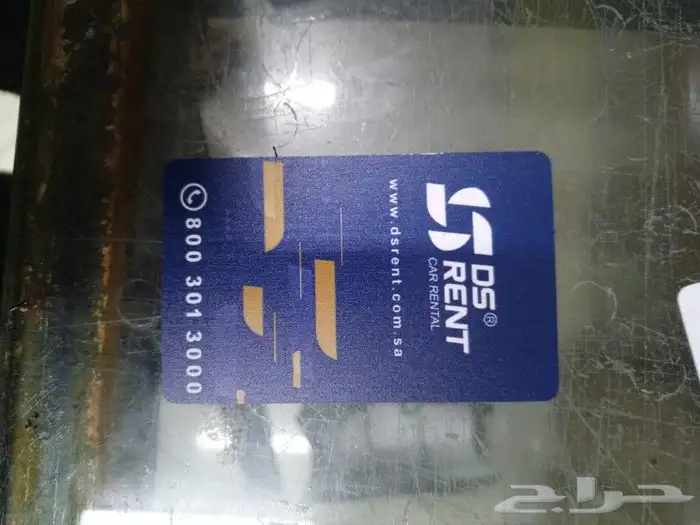 DS®
RENT
CAR RENTAL
www.dsrent.com.sa
800 301 3000
حراج